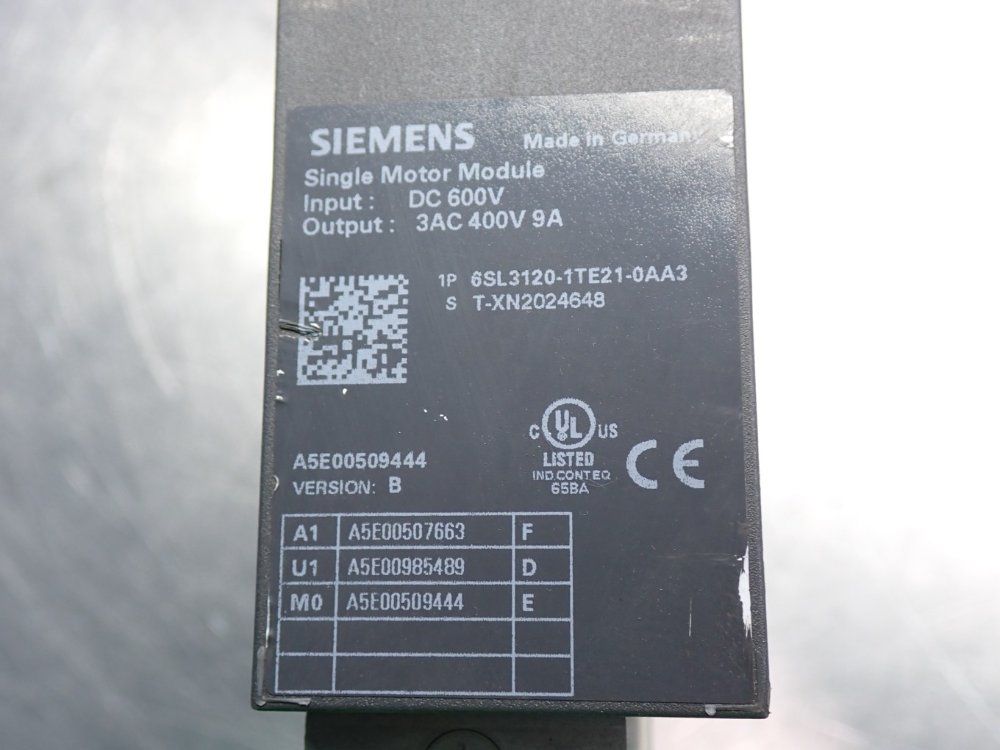 SIEMENS Made in Germany
Single Motor Module
Input : DC 600V
Output : 3AC 400V 9A
1P 6SL3120-1TE21-0AA3
S T-XN2024648
C UL US
LISTED
IND.CONT.EQ
65BA
CE
A5E00509444
VERSION: B
A1 A5E00507663 F
U1 A5E00985489 D
M0 A5E00509444 E